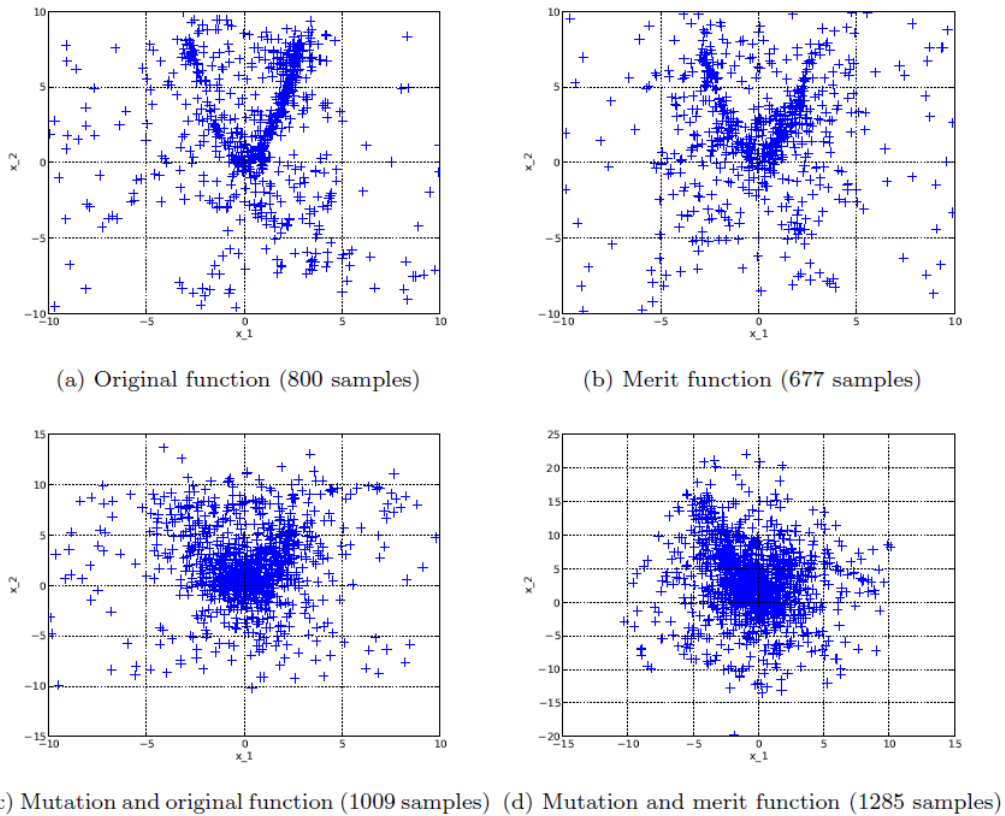 10
10
5
5
x_2
x_2
0
0
−5
−5
−10
−10
−10 −5 0 5 10
−10 −5 0 5 10
x_1
x_1
(a) Original function (800 samples)
(b) Merit function (677 samples)
15
10
5
x_2
0
−5
−10
−15
−10 −5 0 5 10
x_1
25
20
15
10
5
x_2
0
−5
−10
−15
−20
−15 −10 −5 0 5 10 15
x_1
) Mutation and original function (1009 samples)
(d) Mutation and merit function (1285 samples)